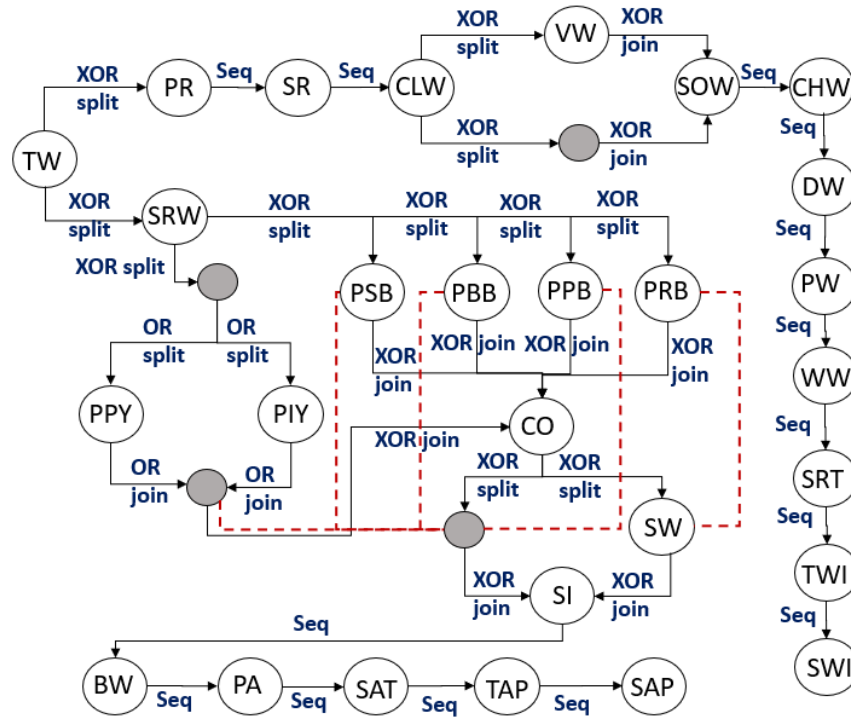 XOR
split
VW
XOR
join
XOR
split
PR
Seq
SR
Seq
CLW
SOW
Seq
CHW
XOR
split
XOR
join
Seq
TW
DW
XOR
split
SRW
XOR
split
XOR
split
XOR
split
XOR
split
Seq
XOR split
PSB
PBB
PPB
PRB
PW
OR
split
OR
split
XOR
join
XOR join
XOR join
XOR
join
Seq
WW
PPY
PIY
CO
XOR join
Seq
OR
join
OR
join
XOR
split
XOR
split
SRT
SW
Seq
XOR
join
SI
XOR
join
TWI
Seq
Seq
BW
Seq
PA
Seq
SAT
Seq
TAP
Seq
SAP
SWI